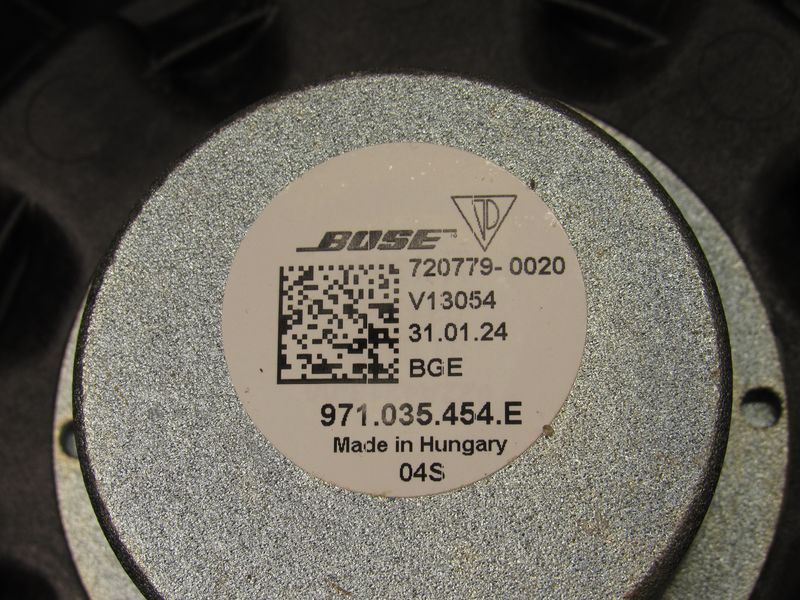 BOSE
720779-0020
V13054
31.01.24
BGE
971.035.454.E
Made in Hungary
04S